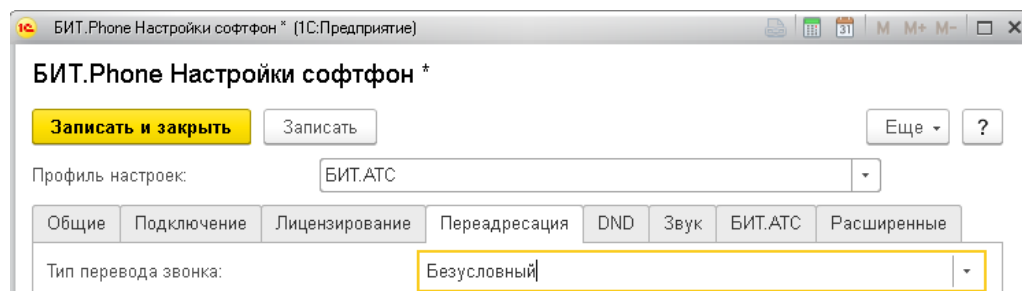 1С БИТ.Phone Настройки софтфон * (1С:Предприятие) 31 M M+ M-
БИТ.Phone Настройки софтфон *
Записать и закрыть Записать Еще ?
Профиль настроек: БИТ.АТС
Общие Подключение Лицензирование Переадресация DND Звук БИТ.АТС Расширенные
Тип перевода звонка: Безусловный